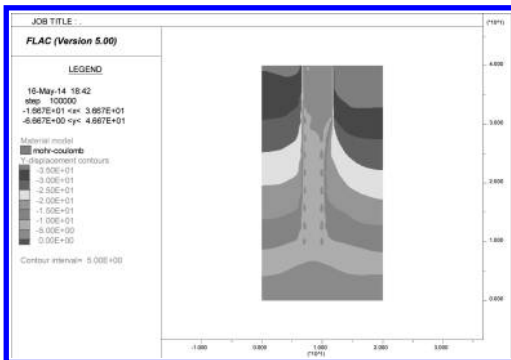 JOB TITLE : .
FLAC (Version 5.00)
LEGEND
16-May-14 18:42
step 100000
-1.667E+01 <x< 3.667E+01
-6.667E+00 <y< 4.667E+01
Material model
mohr-coulomb
Y-displacement contours
-3.50E+01
-3.00E+01
-2.50E+01
-2.00E+01
-1.50E+01
-1.00E+01
-5.00E+00
0.00E+00
Contour interval= 5.00E+00
(*10^1)
4.000
3.000
2.000
1.000
0.000
-1.000 0.000 1.000 2.000 3.000
(*10^1)